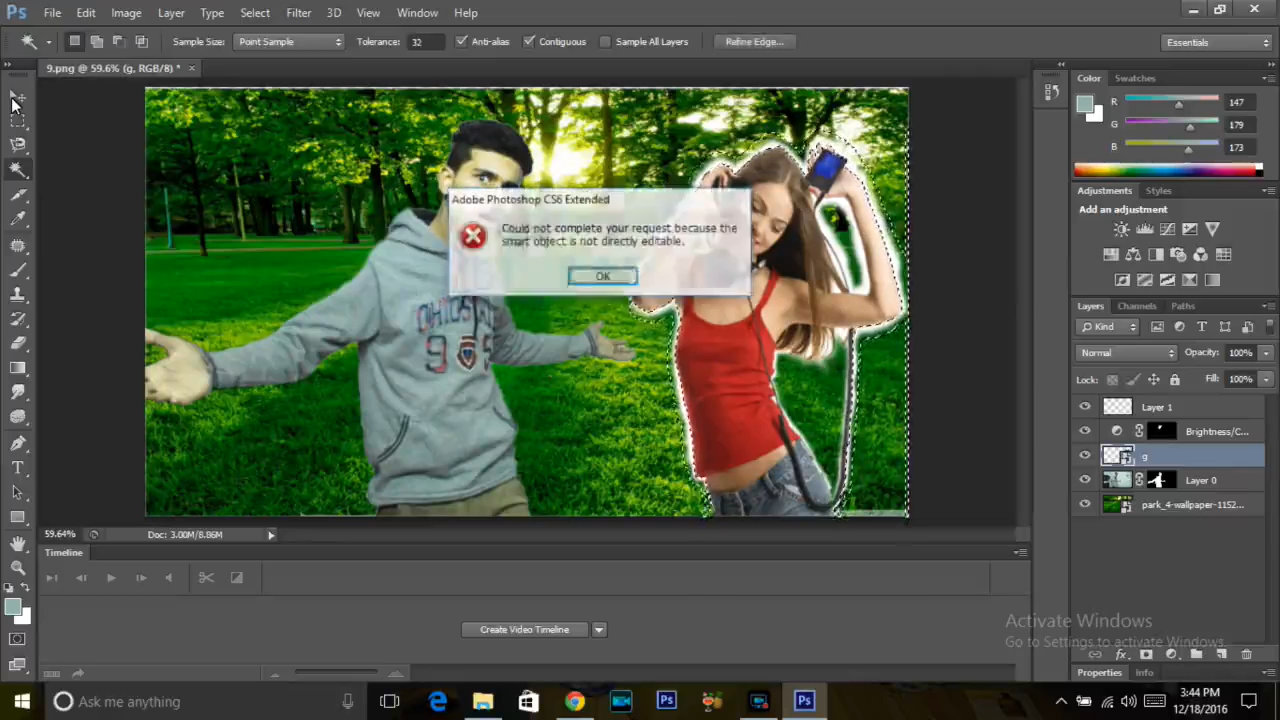 Ps File Edit Image Layer Type Select Filter 3D View Window Help
Sample Size: Point Sample Tolerance: 32 Anti-alias Contiguous Sample All Layers Refine Edge... Essentials
9.png @ 59.6% (g, RGB/8) * ×
Color Swatches
R 147
G 179
B 173
Adjustments Styles
Add an adjustment
Adobe Photoshop CS6 Extended
Could not complete your request because the
smart object is not directly editable.
OK
OHIO STATE
Layers Channels Paths
Kind
Normal Opacity: 100%
Lock: Fill: 100%
Layer 1
Brightness/C...
g
Layer 0
park_4-wallpaper-1152...
59.64% Doc: 3.00M/8.86M
Timeline
Create Video Timeline
Activate Windows
Go to Settings to activate Windows.
Properties Info
Ask me anything
Ps Ps
3:44 PM
12/18/2016